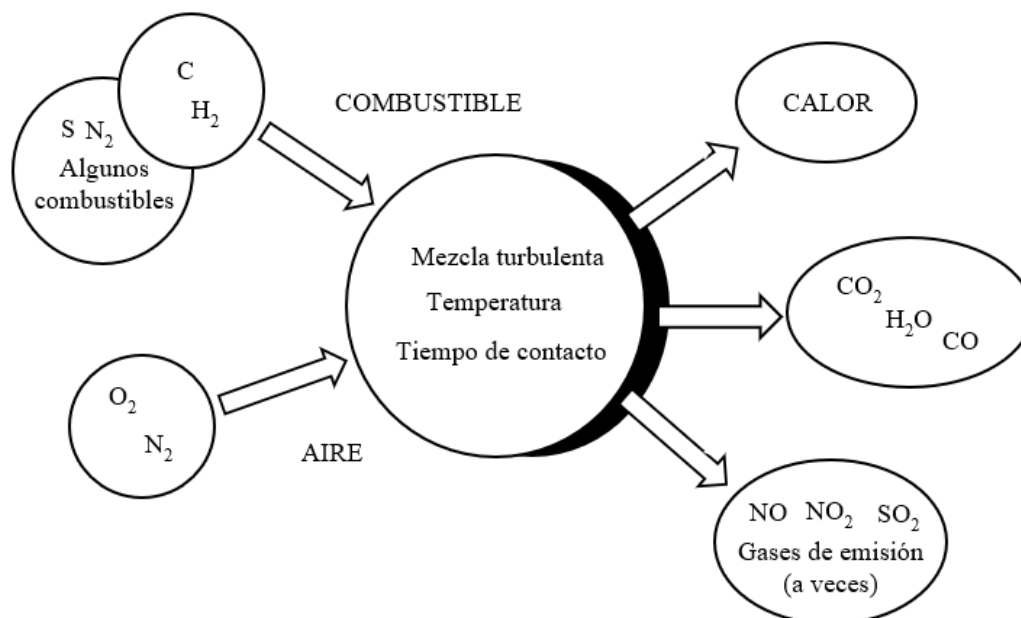 C
H₂
S N₂
Algunos
combustibles
COMBUSTIBLE
O₂
N₂
AIRE
Mezcla turbulenta
Temperatura
Tiempo de contacto
CALOR
CO₂
H₂O
CO
NO NO₂ SO₂
Gases de emisión
(a veces)